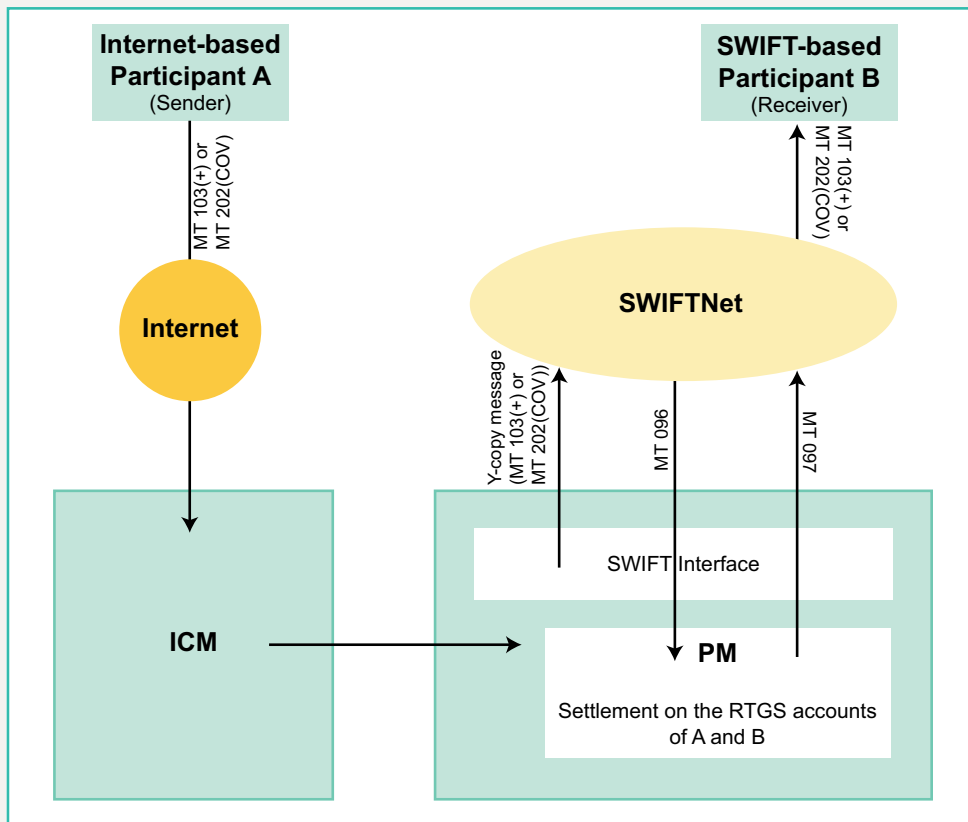 Internet-based
Participant A
(Sender)
SWIFT-based
Participant B
(Receiver)
MT 103(+) or
MT 202(COV)
MT 103(+) or
MT 202(COV)
Internet
SWIFTNet
Y-copy message
(MT 103(+) or
MT 202(COV))
MT 096
MT 097
SWIFT Interface
ICM
PM
Settlement on the RTGS accounts
of A and B